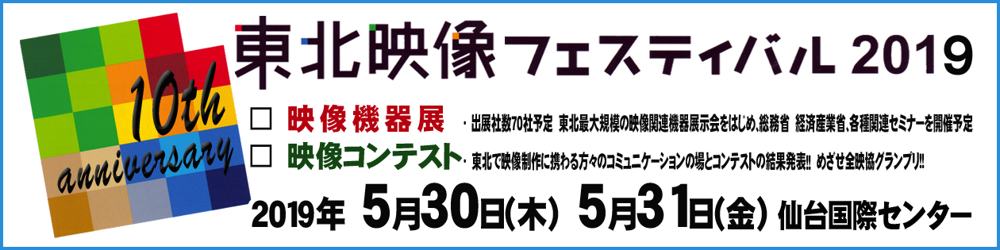 10th
anniversary
東北映像フェスティバル 2019
□ 映像機器展 ・出展社数70社予定 東北最大規模の映像関連機器展示会をはじめ、総務省 経済産業省、各種関連セミナーを開催予定
□ 映像コンテスト・東北で映像制作に携わる方々のコミュニケーションの場とコンテストの結果発表!! めざせ全映協グランプリ!!
2019年 5月30日(木) 5月31日(金) 仙台国際センター